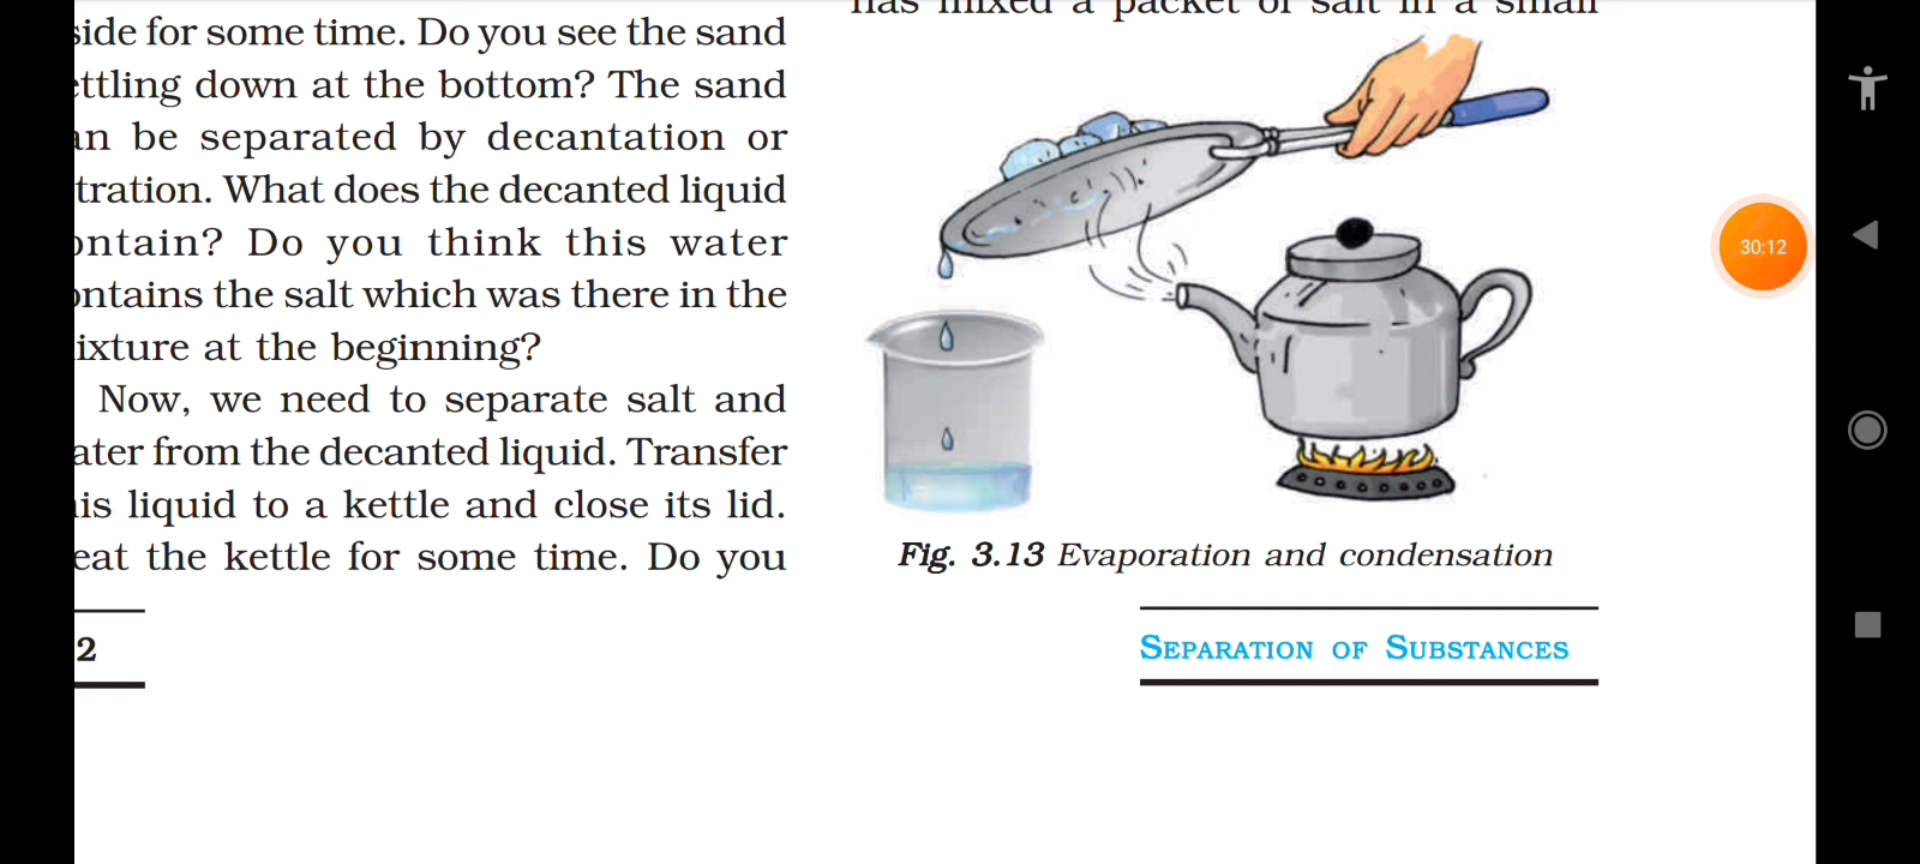 side for some time. Do you see the sand
ttling down at the bottom? The sand
an be separated by decantation or
tration. What does the decanted liquid
ontain? Do you think this water
ontains the salt which was there in the
ixture at the beginning?
Now, we need to separate salt and
ater from the decanted liquid. Transfer
is liquid to a kettle and close its lid.
eat the kettle for some time. Do you
2
has mixed a packet of salt in a small
Fig. 3.13 Evaporation and condensation
SEPARATION OF SUBSTANCES
30:12